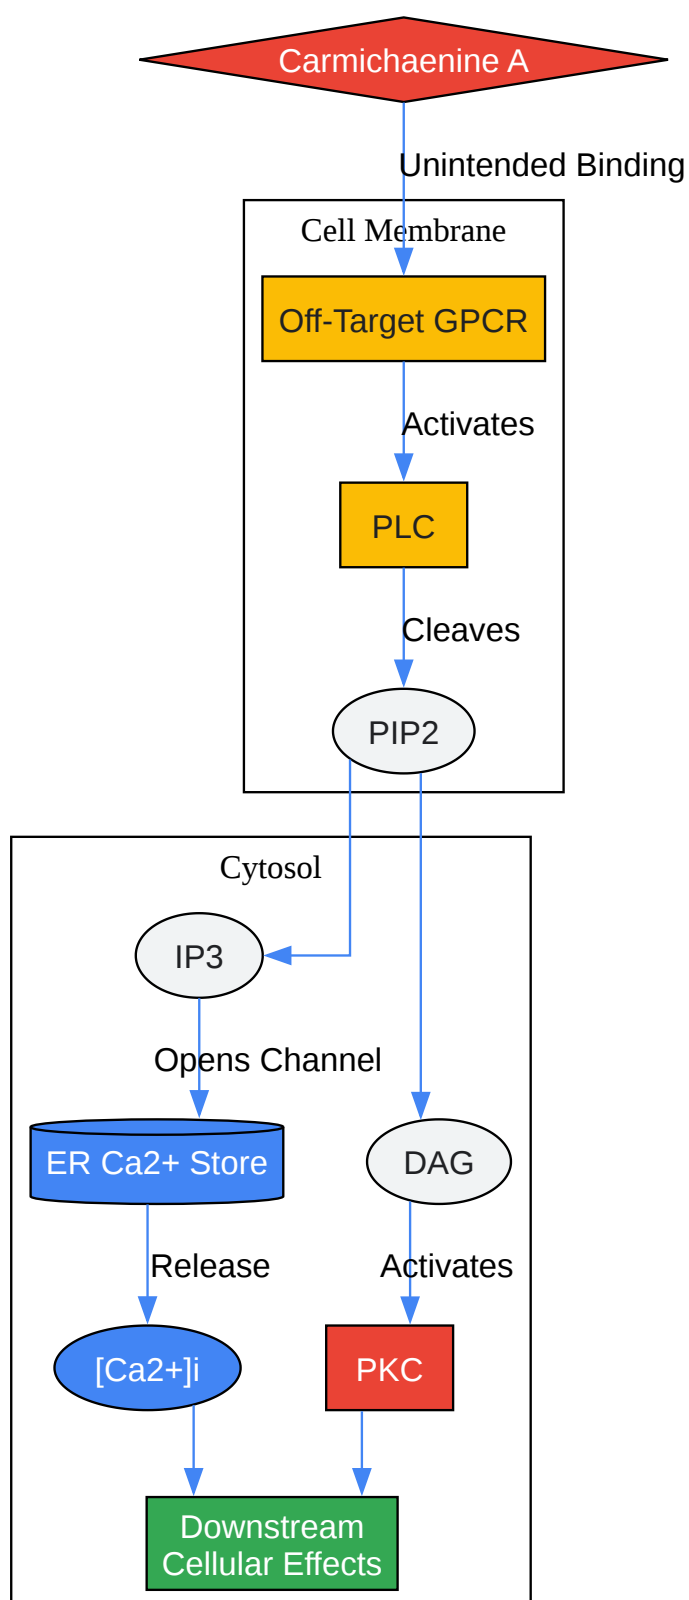 Carmichaenine A
Unintended Binding
Cell Membrane
Off-Target GPCR
Activates
PLC
Cleaves
PIP2
Cytosol
IP3
Opens Channel
ER Ca2+ Store
DAG
Release
Activates
[Ca2+]i
PKC
Downstream
Cellular Effects